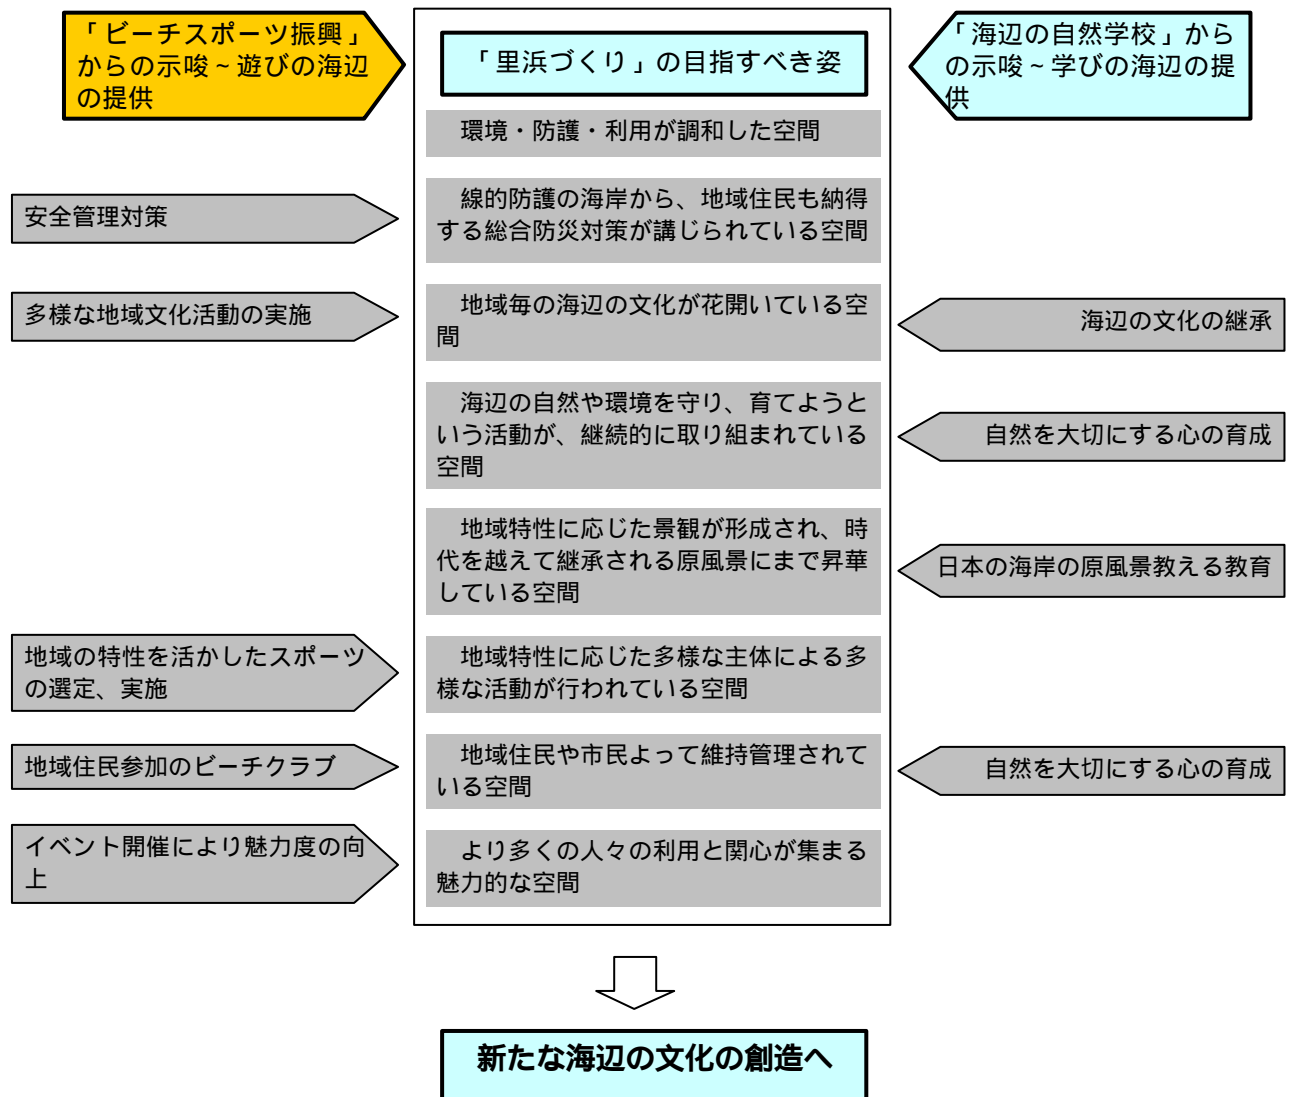 「ビーチスポーツ振興」
からの示唆～遊びの海辺
の提供
「里浜づくり」の目指すべき姿
「海辺の自然学校」から
の示唆～学びの海辺の提
供
環境・防護・利用が調和した空間
安全管理対策
線的防護の海岸から、地域住民も納得
する総合防災対策が講じられている空間
多様な地域文化活動の実施
地域毎の海辺の文化が花開いている空
間
海辺の文化の継承
海辺の自然や環境を守り、育てようと
いう活動が、継続的に取り組まれている
空間
自然を大切にする心の育成
地域特性に応じた景観が形成され、時
代を越えて継承される原風景にまで昇華
している空間
日本の海岸の原風景教える教育
地域の特性を活かしたスポーツ
の選定、実施
地域特性に応じた多様な主体による多
様な活動が行われている空間
地域住民参加のビーチクラブ
地域住民や市民よって維持管理されて
いる空間
自然を大切にする心の育成
イベント開催により魅力度の向
上
より多くの人々の利用と関心が集まる
魅力的な空間
新たな海辺の文化の創造へ